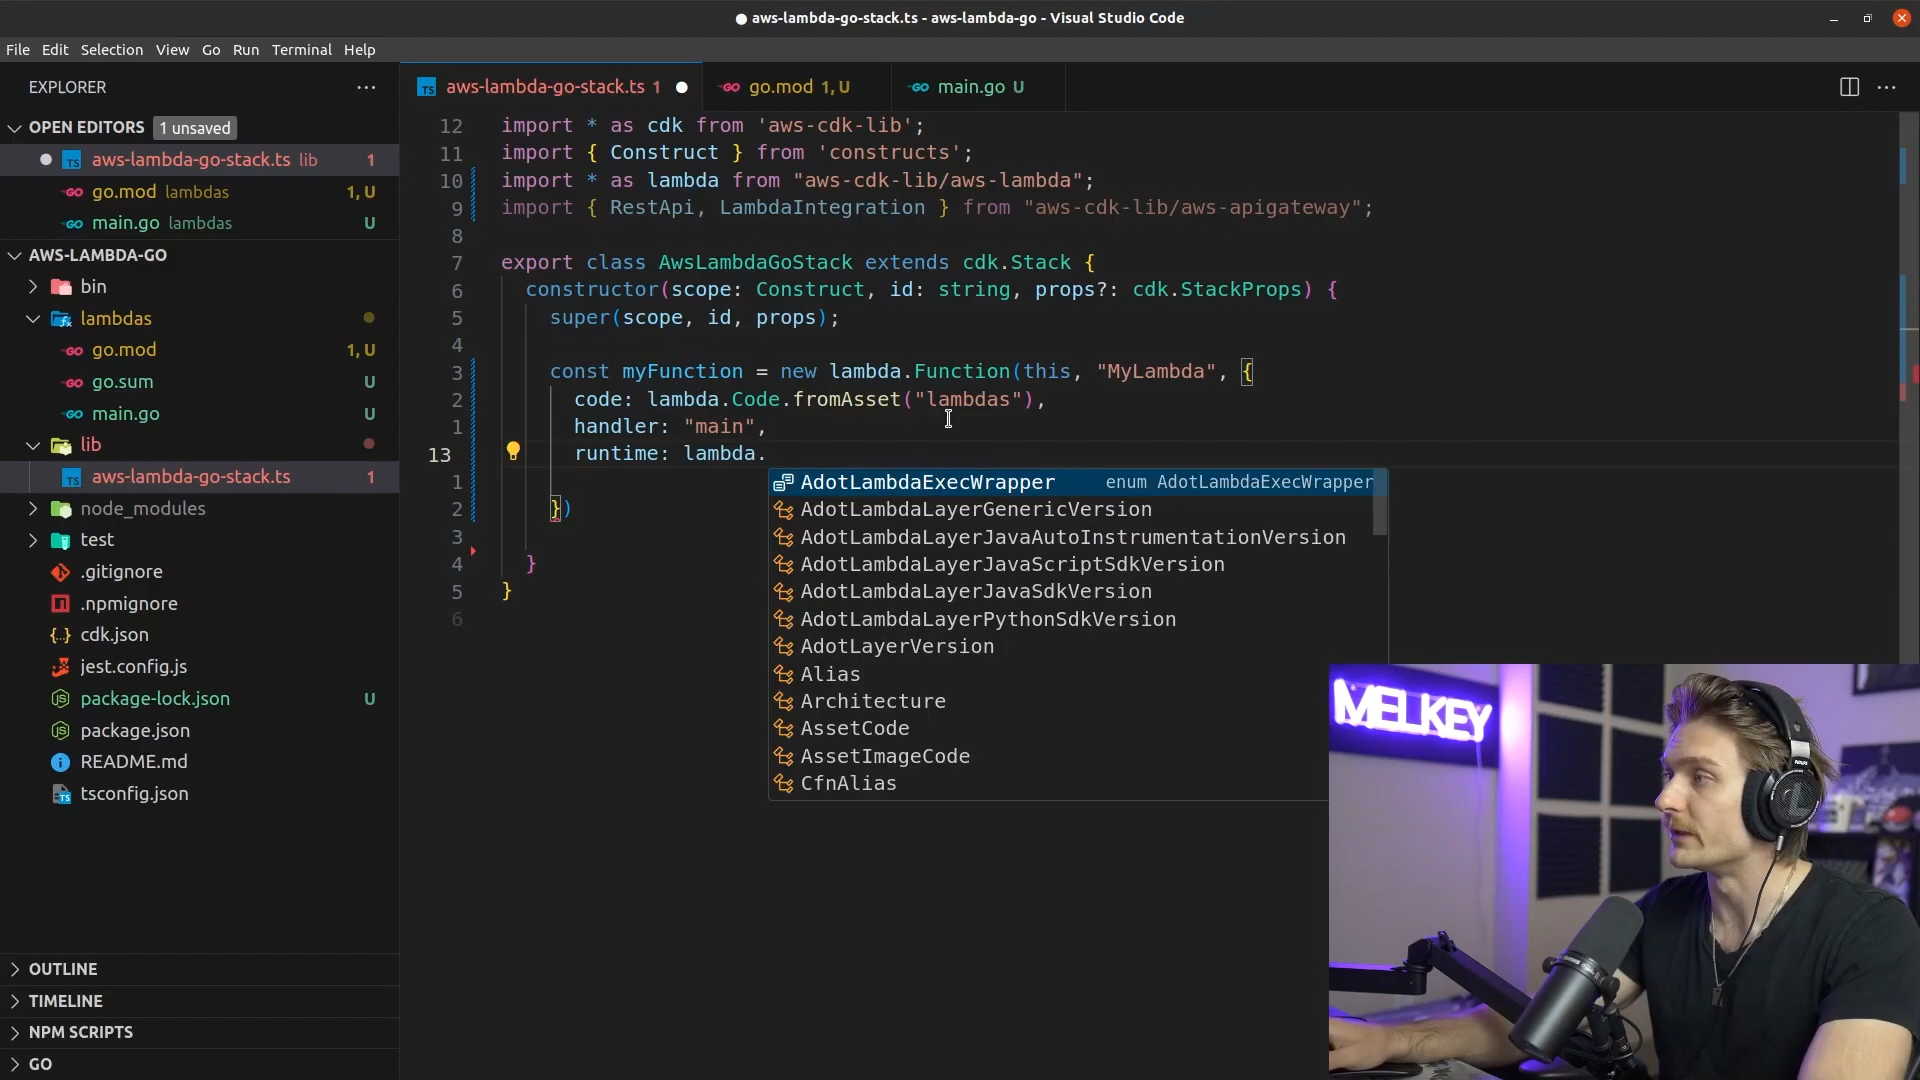 ● aws-lambda-go-stack.ts - aws-lambda-go - Visual Studio Code
File Edit Selection View Go Run Terminal Help
EXPLORER
OPEN EDITORS 1 unsaved
aws-lambda-go-stack.ts lib 1
go.mod lambdas 1, U
main.go lambdas U
AWS-LAMBDA-GO
bin
lambdas
go.mod 1, U
go.sum U
main.go U
lib
aws-lambda-go-stack.ts 1
node_modules
test
.gitignore
.npmignore
cdk.json
jest.config.js
package-lock.json U
package.json
README.md
tsconfig.json
OUTLINE
TIMELINE
NPM SCRIPTS
GO
aws-lambda-go-stack.ts 1 ●
go.mod 1, U
main.go U
12 import * as cdk from 'aws-cdk-lib';
11 import { Construct } from 'constructs';
10 import * as lambda from "aws-cdk-lib/aws-lambda";
9 import { RestApi, LambdaIntegration } from "aws-cdk-lib/aws-apigateway";
8
7 export class AwsLambdaGoStack extends cdk.Stack {
6 constructor(scope: Construct, id: string, props?: cdk.StackProps) {
5 super(scope, id, props);
4
3 const myFunction = new lambda.Function(this, "MyLambda", {
2 code: lambda.Code.fromAsset("lambdas"),
1 handler: "main",
13 runtime: lambda.
1
2 })
3
4 }
5 }
6
AdotLambdaExecWrapper enum AdotLambdaExecWrapper
AdotLambdaLayerGenericVersion
AdotLambdaLayerJavaAutoInstrumentationVersion
AdotLambdaLayerJavaScriptSdkVersion
AdotLambdaLayerJavaSdkVersion
AdotLambdaLayerPythonSdkVersion
AdotLayerVersion
Alias
Architecture
AssetCode
AssetImageCode
CfnAlias
MELKEY